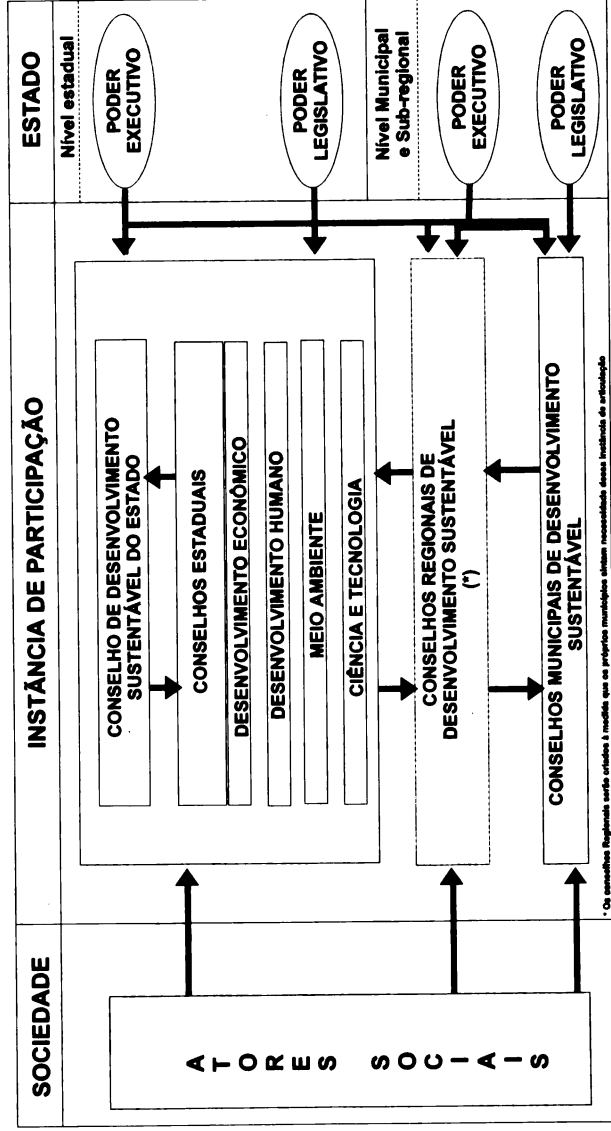 SOCIEDADE
INSTÂNCIA DE PARTICIPAÇÃO
ESTADO
ATORES SOCIAIS
CONSELHO DE DESENVOLVIMENTO
SUSTENTÁVEL DO ESTADO
CONSELHOS ESTADUAIS
DESENVOLVIMENTO ECONÔMICO
DESENVOLVIMENTO HUMANO
MEIO AMBIENTE
CIÊNCIA E TECNOLOGIA
CONSELHOS REGIONAIS DE
DESENVOLVIMENTO SUSTENTÁVEL
(*)
CONSELHOS MUNICIPAIS DE DESENVOLVIMENTO
SUSTENTÁVEL
Nível estadual
PODER
EXECUTIVO
PODER
LEGISLATIVO
Nível Municipal
e Sub-regional
PODER
EXECUTIVO
PODER
LEGISLATIVO
* Os conselhos Regionais serão criados à medida que os próprios municípios sintam necessidade dessa instância de articulação